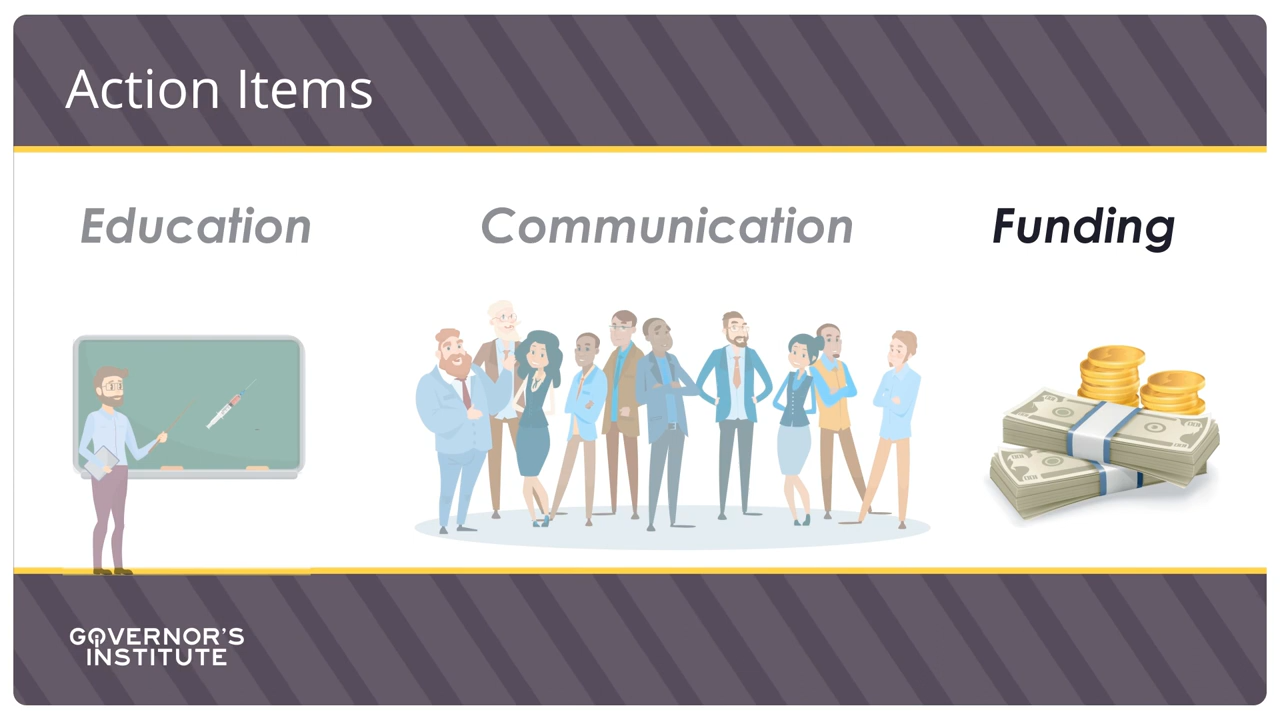 Action Items
Education
Communication
Funding
GOVERNOR'S
INSTITUTE